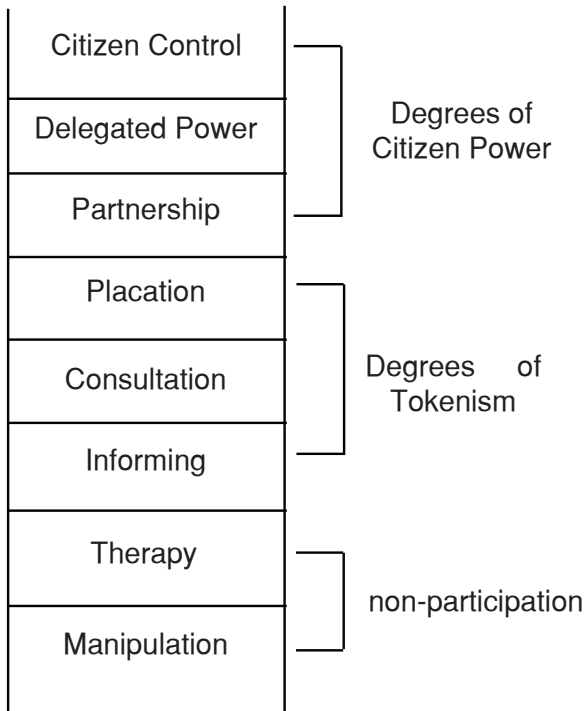 Citizen Control
Delegated Power
Partnership
Placation
Consultation
Informing
Therapy
Manipulation
Degrees of
Citizen Power
Degrees of
Tokenism
non-participation